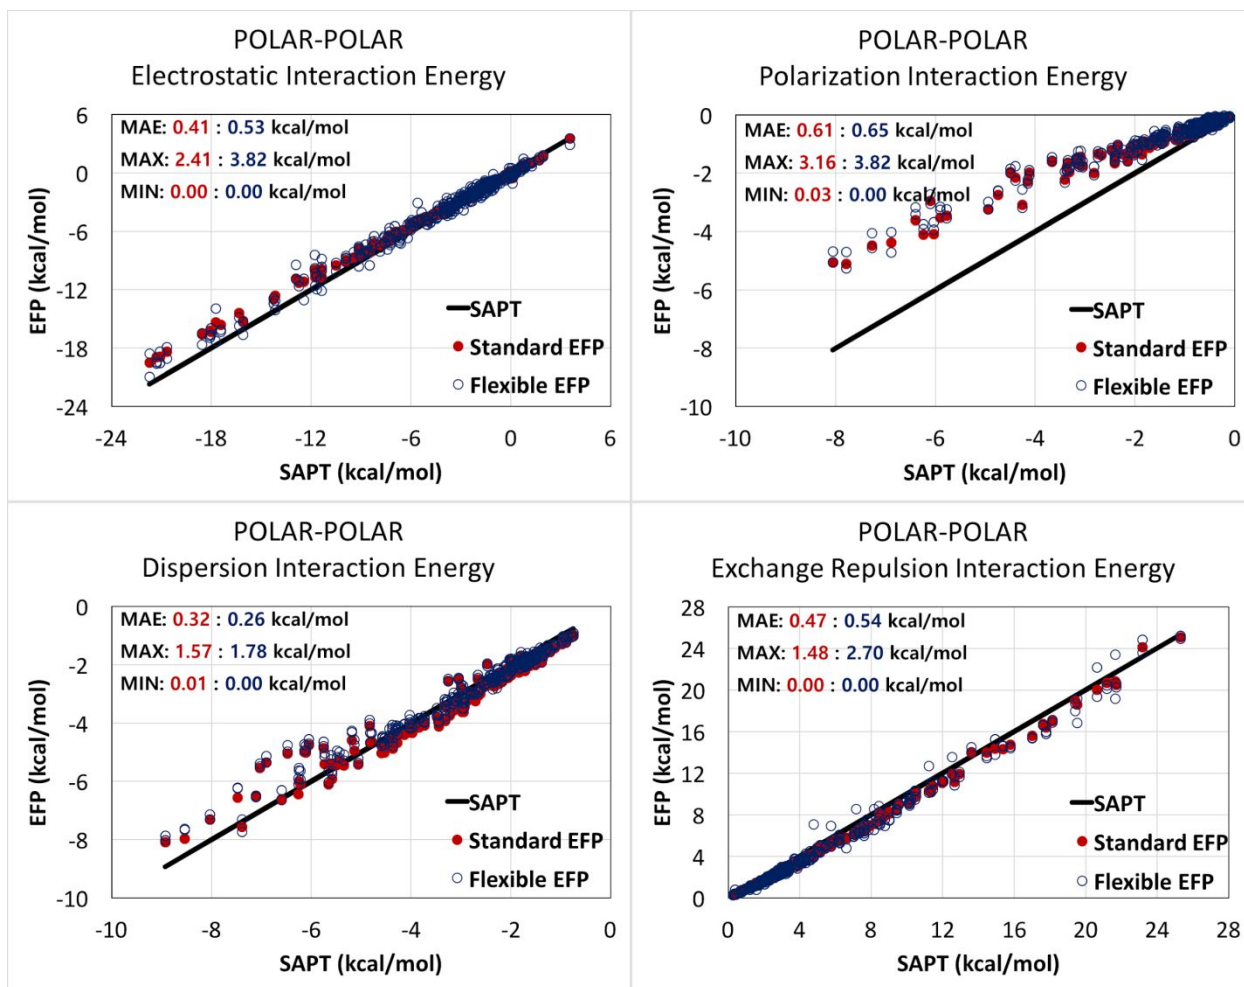 POLAR-POLAR
Electrostatic Interaction Energy
MAE: 0.41 : 0.53 kcal/mol
MAX: 2.41 : 3.82 kcal/mol
MIN: 0.00 : 0.00 kcal/mol
6
0
-6
-12
-18
-24
EFP (kcal/mol)
SAPT
Standard EFP
Flexible EFP
-24 -18 -12 -6 0 6
SAPT (kcal/mol)
POLAR-POLAR
Polarization Interaction Energy
MAE: 0.61 : 0.65 kcal/mol
MAX: 3.16 : 3.82 kcal/mol
MIN: 0.03 : 0.00 kcal/mol
0
-2
-4
-6
-8
-10
EFP (kcal/mol)
SAPT
Standard EFP
Flexible EFP
-10 -8 -6 -4 -2 0
SAPT (kcal/mol)
POLAR-POLAR
Dispersion Interaction Energy
MAE: 0.32 : 0.26 kcal/mol
MAX: 1.57 : 1.78 kcal/mol
MIN: 0.01 : 0.00 kcal/mol
0
-2
-4
-6
-8
-10
EFP (kcal/mol)
SAPT
Standard EFP
Flexible EFP
-10 -8 -6 -4 -2 0
SAPT (kcal/mol)
POLAR-POLAR
Exchange Repulsion Interaction Energy
MAE: 0.47 : 0.54 kcal/mol
MAX: 1.48 : 2.70 kcal/mol
MIN: 0.00 : 0.00 kcal/mol
28
24
20
16
12
8
4
0
EFP (kcal/mol)
SAPT
Standard EFP
Flexible EFP
0 4 8 12 16 20 24 28
SAPT (kcal/mol)